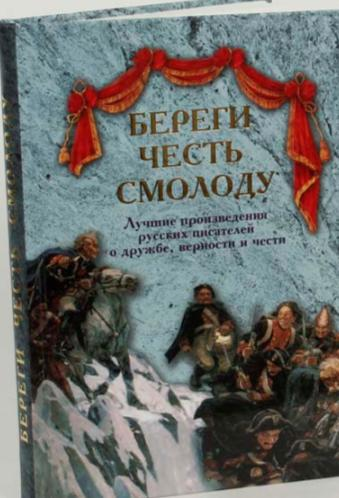 БЕРЕГИ
ЧЕСТЬ
СМОЛОДУ
Лучшие произведения
русских писателей
о дружбе, верности и чести
БЕРЕГИ ЧЕСТЬ СМОЛОДУ